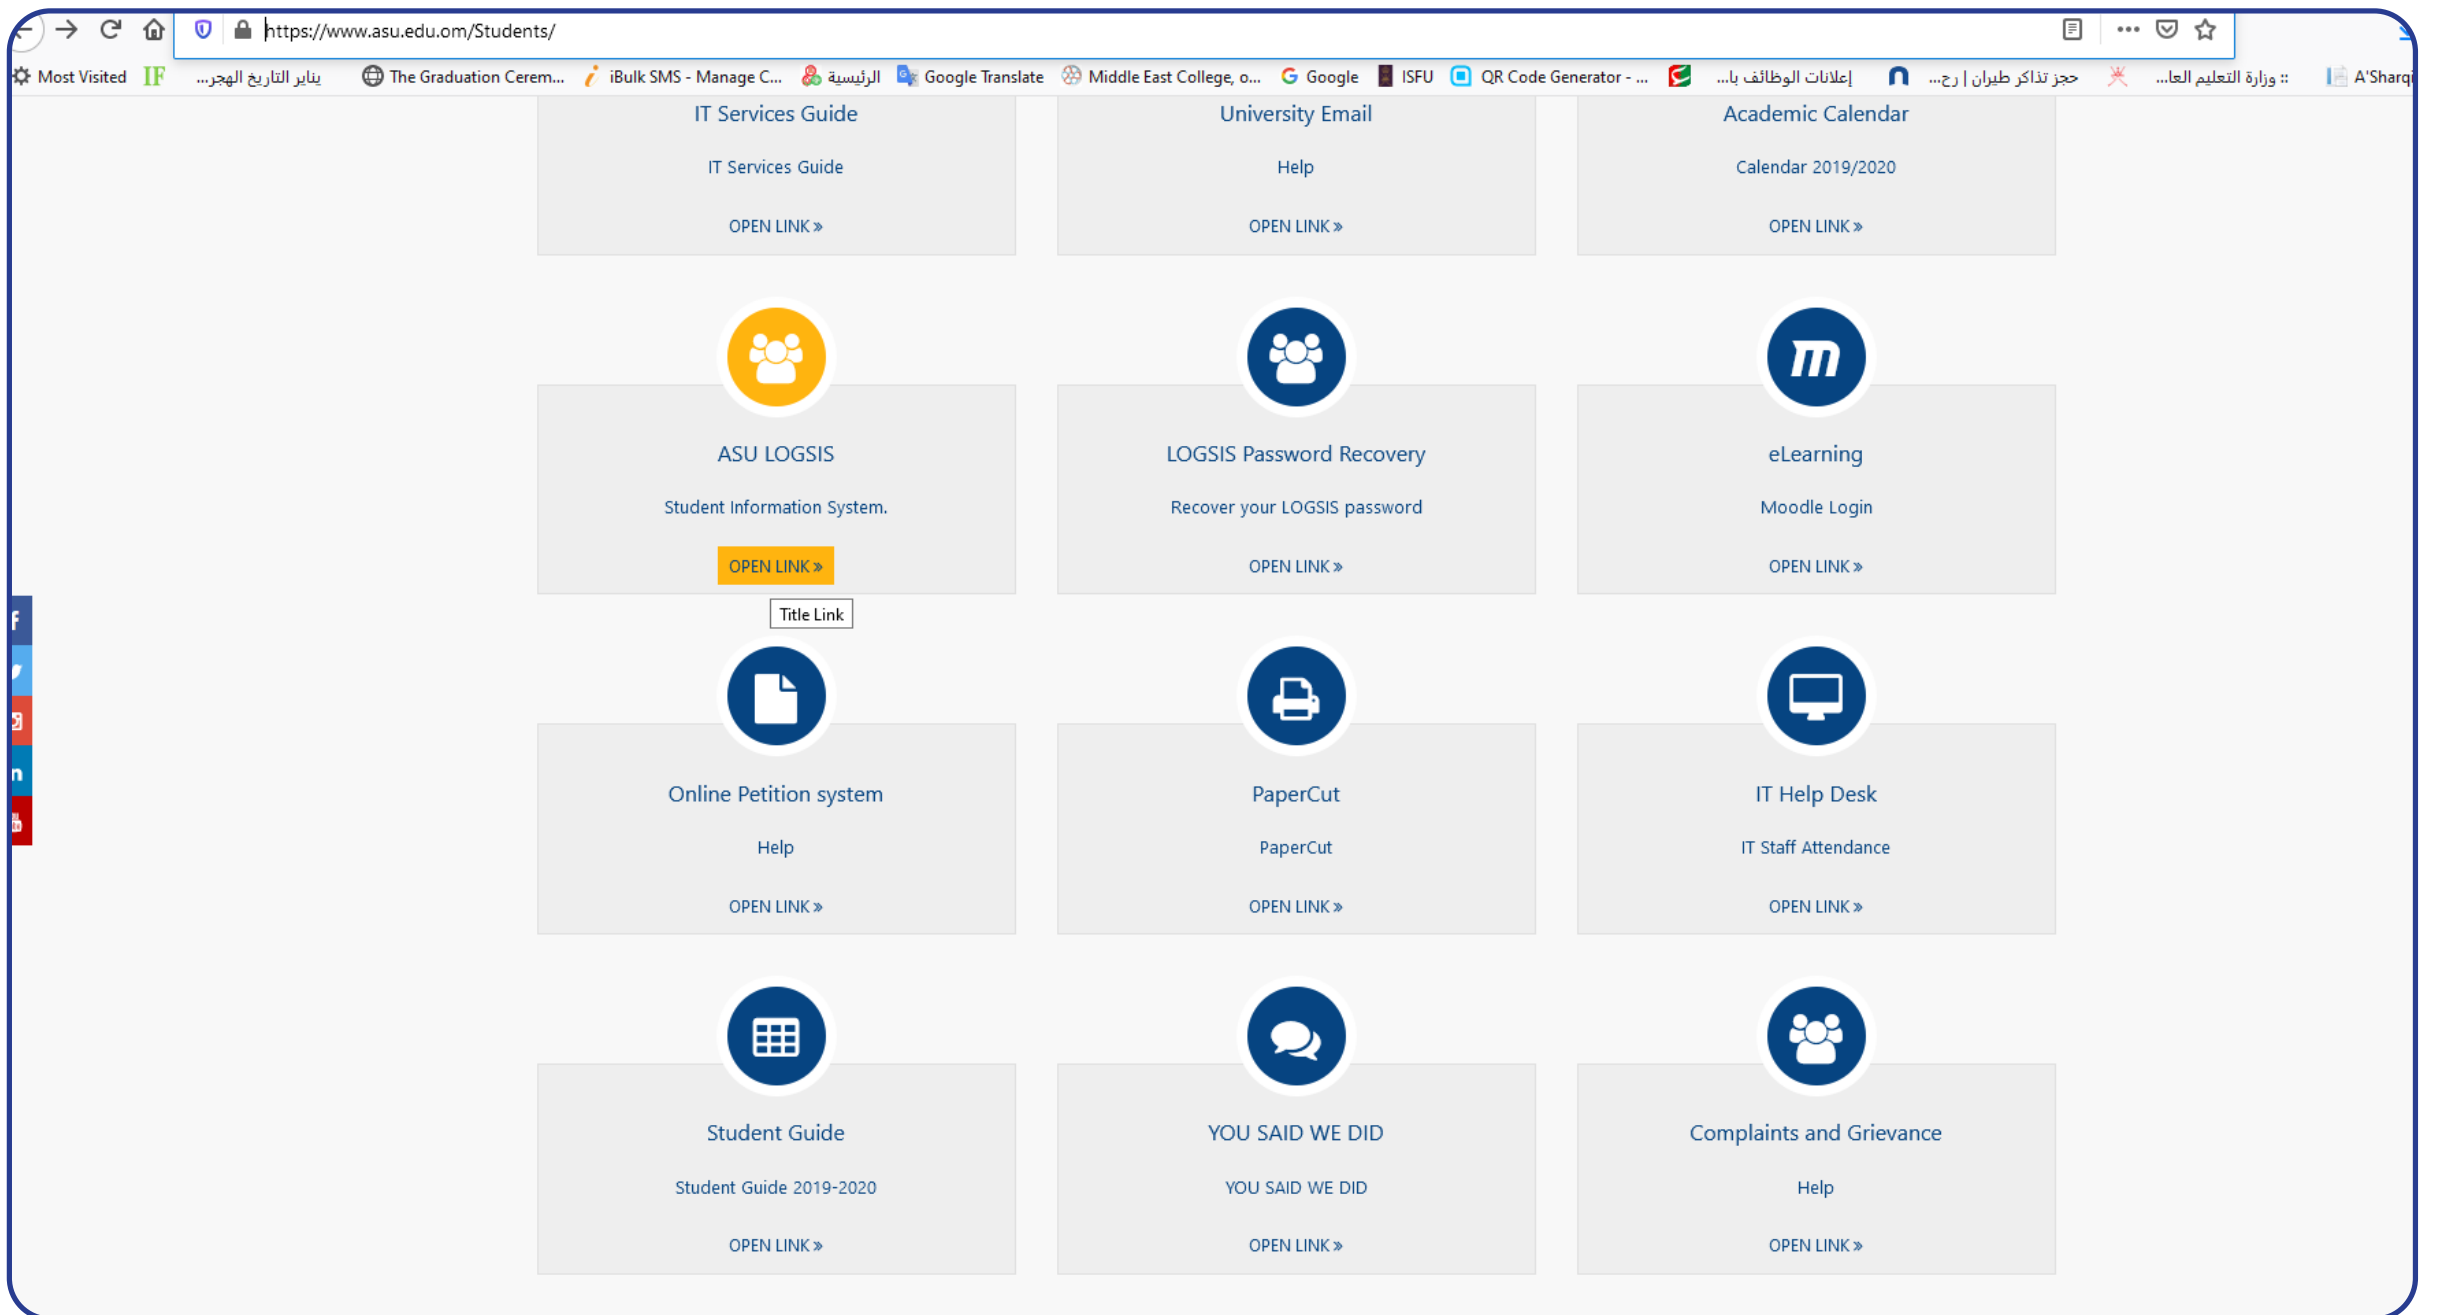 https://www.asu.edu.om/Students/
Most Visited IF يناير التاريخ الهجر... The Graduation Cerem... iBulk SMS - Manage C... الرئيسية Google Translate Middle East College, o... Google ISFU QR Code Generator - ... إعلانات الوظائف با... حجز تذاكر طيران | رح... :: وزارة التعليم العا... A'Sharqi
IT Services Guide University Email Academic Calendar
IT Services Guide Help Calendar 2019/2020
OPEN LINK » OPEN LINK » OPEN LINK »
m
ASU LOGSIS LOGSIS Password Recovery eLearning
Student Information System. Recover your LOGSIS password Moodle Login
OPEN LINK » OPEN LINK » OPEN LINK »
Title Link
Online Petition system PaperCut IT Help Desk
Help PaperCut IT Staff Attendance
OPEN LINK » OPEN LINK » OPEN LINK »
Student Guide YOU SAID WE DID Complaints and Grievance
Student Guide 2019-2020 YOU SAID WE DID Help
OPEN LINK » OPEN LINK » OPEN LINK »